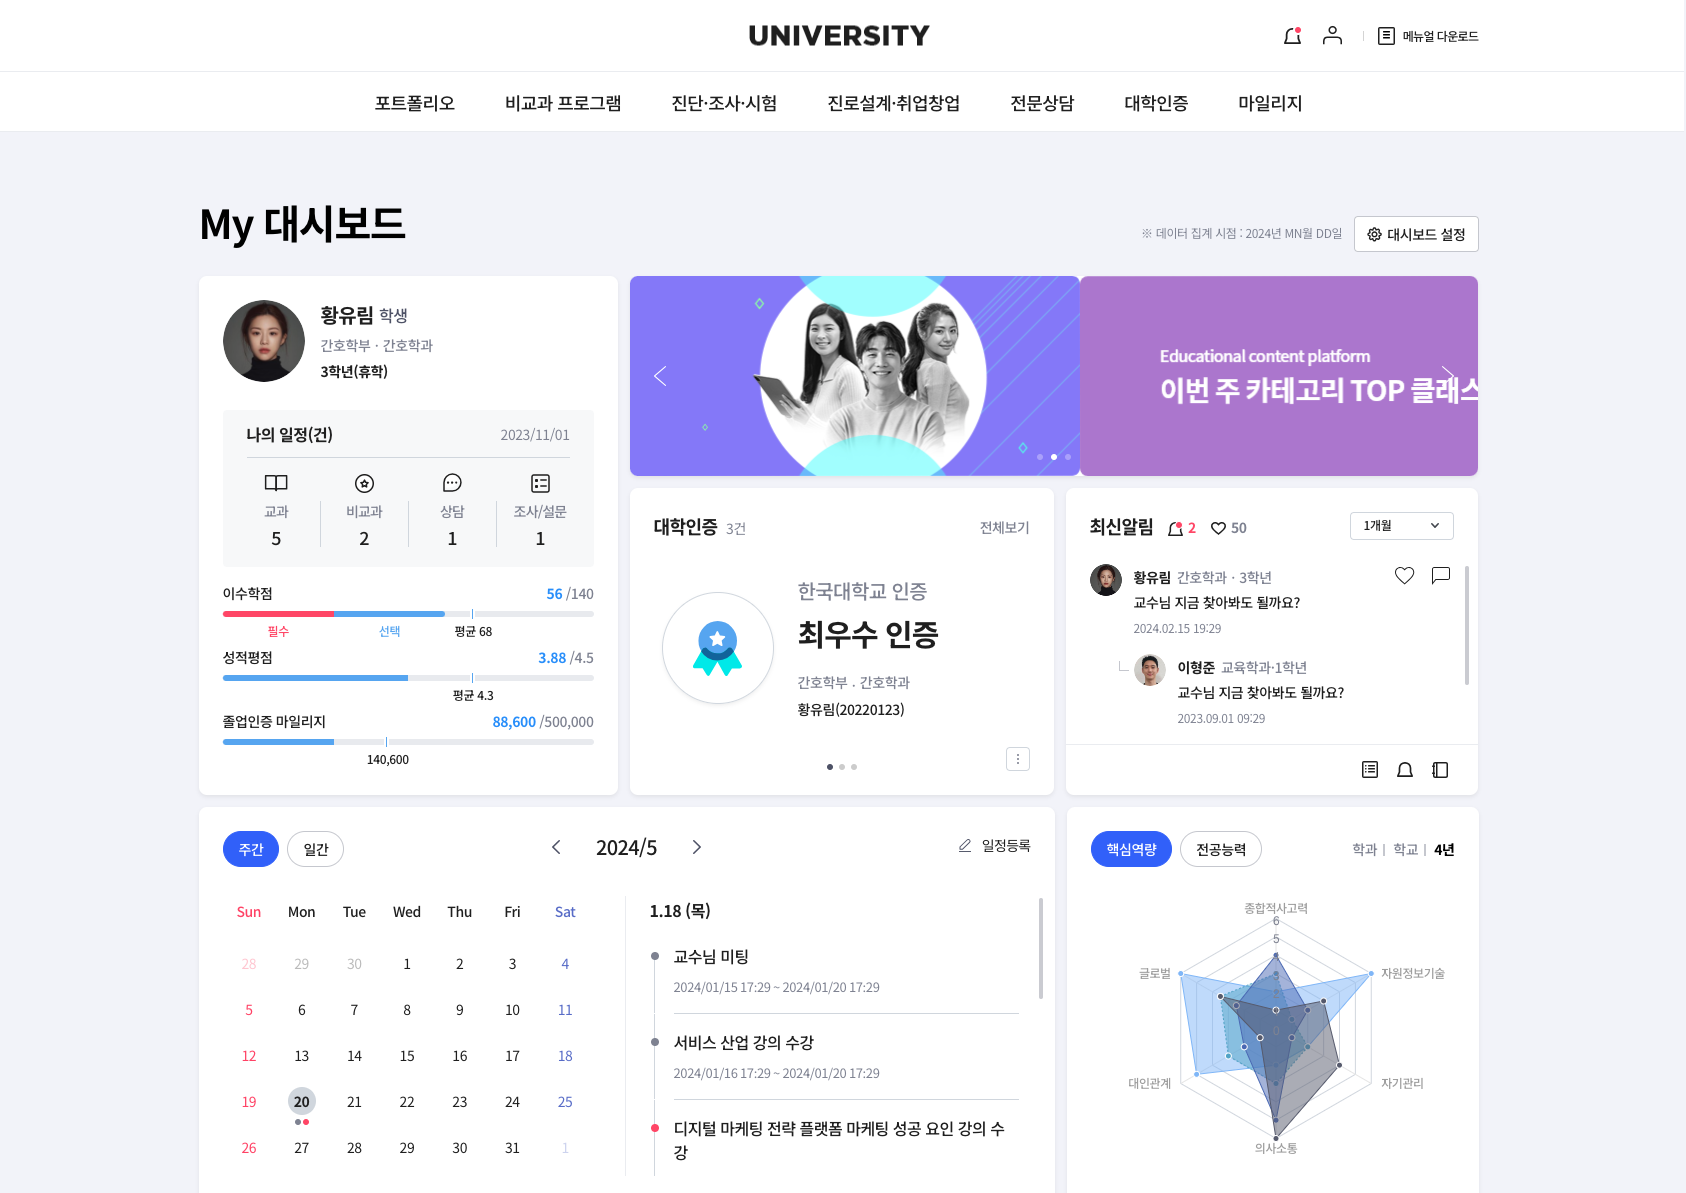 UNIVERSITY
메뉴얼 다운로드
포트폴리오 비교과 프로그램 진단·조사·시험 진로설계·취업창업 전문상담 대학인증 마일리지
My 대시보드
※ 데이터 집계 시점 : 2024년 MN월 DD일
대시보드 설정
황유림 학생
간호학부 · 간호학과
3학년(휴학)
나의 일정(건) 2023/11/01
교과 비교과 상담 조사/설문
5 2 1 1
이수학점 56 /140
필수 선택 평균 68
성적평점 3.88 /4.5
평균 4.3
졸업인증 마일리지 88,600 /500,000
140,600
Educational content platform
이번 주 카테고리 TOP 클래스
대학인증 3건 전체보기
한국대학교 인증
최우수 인증
간호학부 . 간호학과
황유림(20220123)
최신알림 2 50 1개월
황유림 간호학과 · 3학년
교수님 지금 찾아봐도 될까요?
2024.02.15 19:29
이형준 교육학과·1학년
교수님 지금 찾아봐도 될까요?
2023.09.01 09:29
주간 일간 2024/5 일정등록
Sun Mon Tue Wed Thu Fri Sat
28 29 30 1 2 3 4
5 6 7 8 9 10 11
12 13 14 15 16 17 18
19 20 21 22 23 24 25
26 27 28 29 30 31 1
1.18 (목)
교수님 미팅
2024/01/15 17:29 ~ 2024/01/20 17:29
서비스 산업 강의 수강
2024/01/16 17:29 ~ 2024/01/20 17:29
디지털 마케팅 전략 플랫폼 마케팅 성공 요인 강의 수
강
핵심역량 전공능력 학과 | 학교 | 4년
종합적사고력
6
5
글로벌 자원정보기술
0
대인관계 자기관리
의사소통